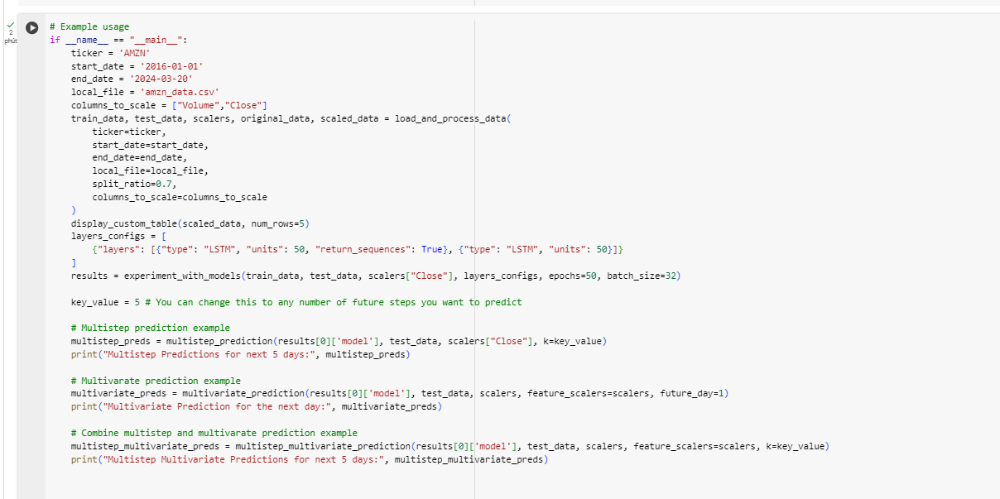 2
phút
# Example usage
if __name__ == "__main__":
    ticker = 'AMZN'
    start_date = '2016-01-01'
    end_date = '2024-03-20'
    local_file = 'amzn_data.csv'
    columns_to_scale = ["Volume","Close"]
    train_data, test_data, scalers, original_data, scaled_data = load_and_process_data(
        ticker=ticker,
        start_date=start_date,
        end_date=end_date,
        local_file=local_file,
        split_ratio=0.7,
        columns_to_scale=columns_to_scale
    )
    display_custom_table(scaled_data, num_rows=5)
    layers_configs = [
        {"layers": [{"type": "LSTM", "units": 50, "return_sequences": True}, {"type": "LSTM", "units": 50}]}
    ]
    results = experiment_with_models(train_data, test_data, scalers["Close"], layers_configs, epochs=50, batch_size=32)
    key_value = 5 # You can change this to any number of future steps you want to predict
    # Multistep prediction example
    multistep_preds = multistep_prediction(results[0]['model'], test_data, scalers["Close"], k=key_value)
    print("Multistep Predictions for next 5 days:", multistep_preds)
    # Multivarate prediction example
    multivariate_preds = multivariate_prediction(results[0]['model'], test_data, scalers, feature_scalers=scalers, future_day=1)
    print("Multivariate Prediction for the next day:", multivariate_preds)
    # Combine multistep and multivarate prediction example
    multistep_multivariate_preds = multistep_multivariate_prediction(results[0]['model'], test_data, scalers, feature_scalers=scalers, k=key_value)
    print("Multistep Multivariate Predictions for next 5 days:", multistep_multivariate_preds)